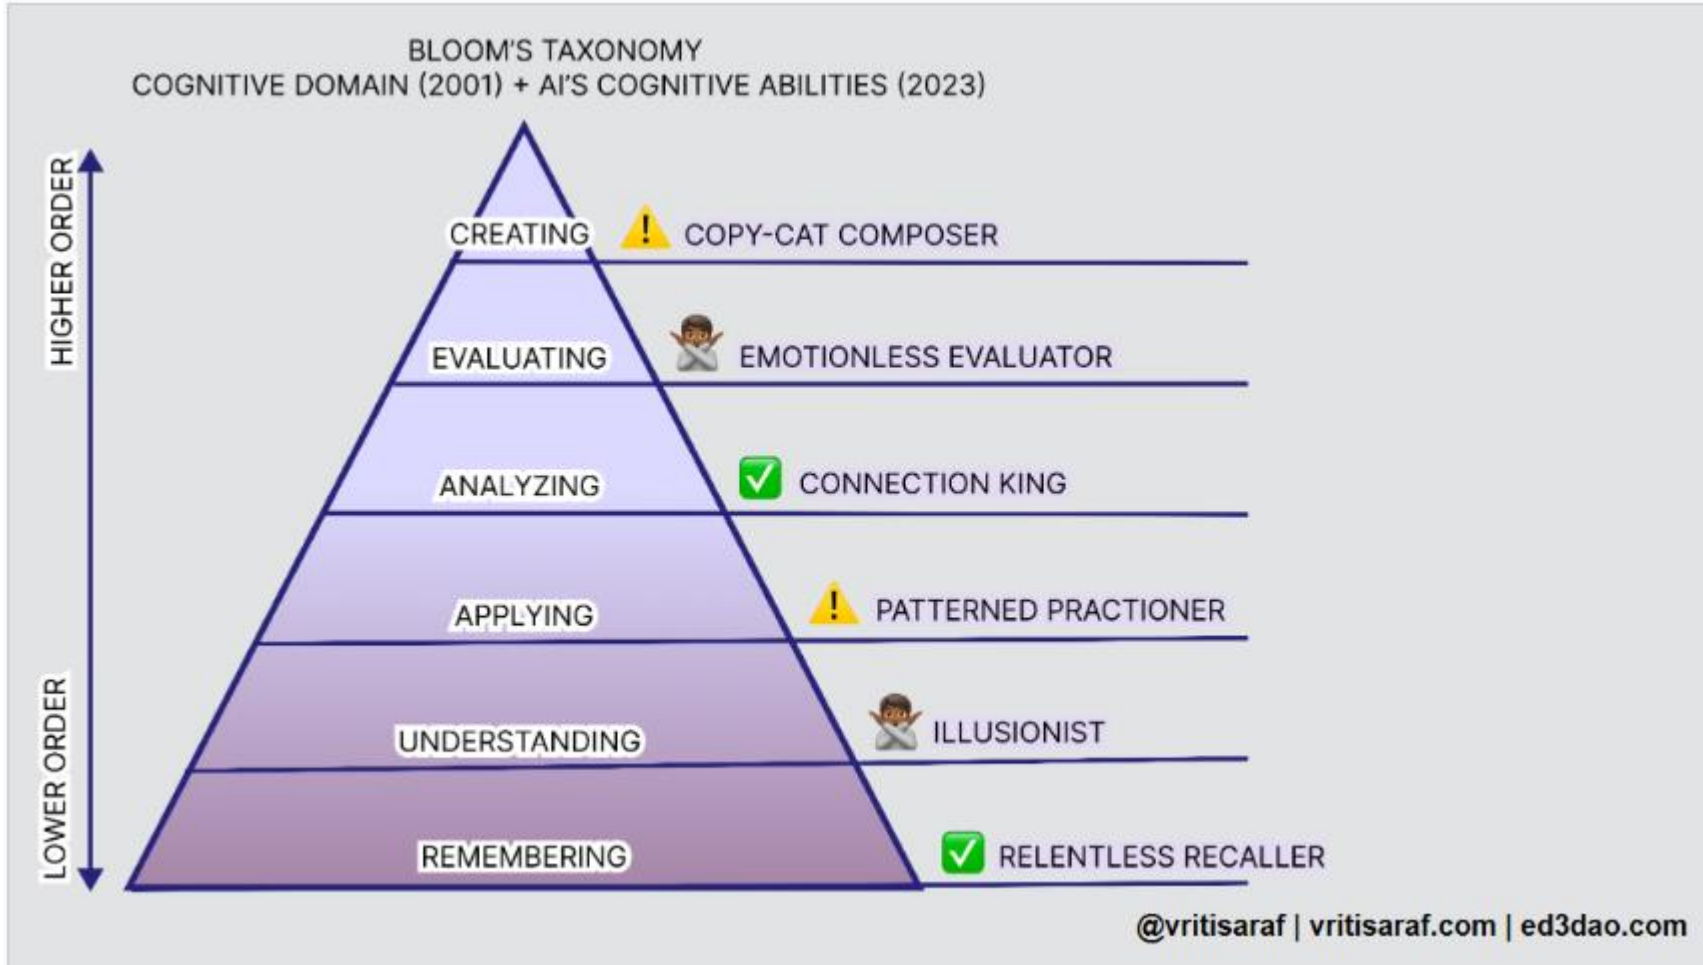 BLOOM'S TAXONOMY
COGNITIVE DOMAIN (2001) + AI'S COGNITIVE ABILITIES (2023)
HIGHER ORDER
CREATING
COPY-CAT COMPOSER
EVALUATING
EMOTIONLESS EVALUATOR
ANALYZING
CONNECTION KING
APPLYING
PATTERNED PRACTIONER
LOWER ORDER
UNDERSTANDING
ILLUSIONIST
REMEMBERING
RELENTLESS RECALLER
@vritisaraf | vritisaraf.com | ed3dao.com